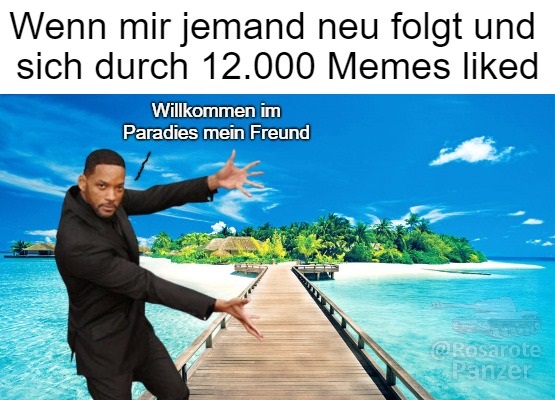 Wenn mir jemand neu folgt und
sich durch 12.000 Memes liked
Willkommen im
Paradies mein Freund
@Rosarote
Panzer